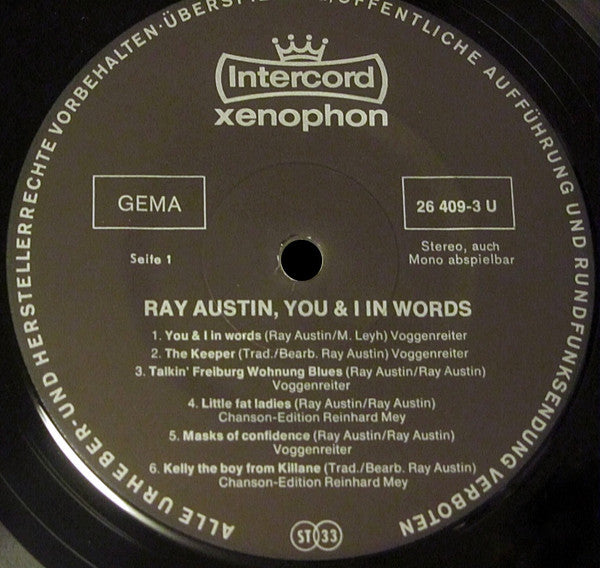 ALLE URHEBER- UND HERSTELLERRECHTE VORBEHALTEN · ÖFFENTLICHE AUFFÜHRUNG UND RUNDFUNKSENDUNG VERBOTEN
Intercord
xenophon
GEMA
26 409-3 U
Seite 1
Stereo, auch
Mono abspielbar
RAY AUSTIN, YOU & I IN WORDS
1. You & I in words (Ray Austin/M. Leyh) Voggenreiter
2. The Keeper (Trad./Bearb. Ray Austin) Voggenreiter
3. Talkin' Freiburg Wohnung Blues (Ray Austin/Ray Austin)
Voggenreiter
4. Little fat ladies (Ray Austin/Ray Austin)
Chanson-Edition Reinhard Mey
5. Masks of confidence (Ray Austin/Ray Austin)
Voggenreiter
6. Kelly the boy from Killane (Trad./Bearb. Ray Austin)
Chanson-Edition Reinhard Mey
ST 33